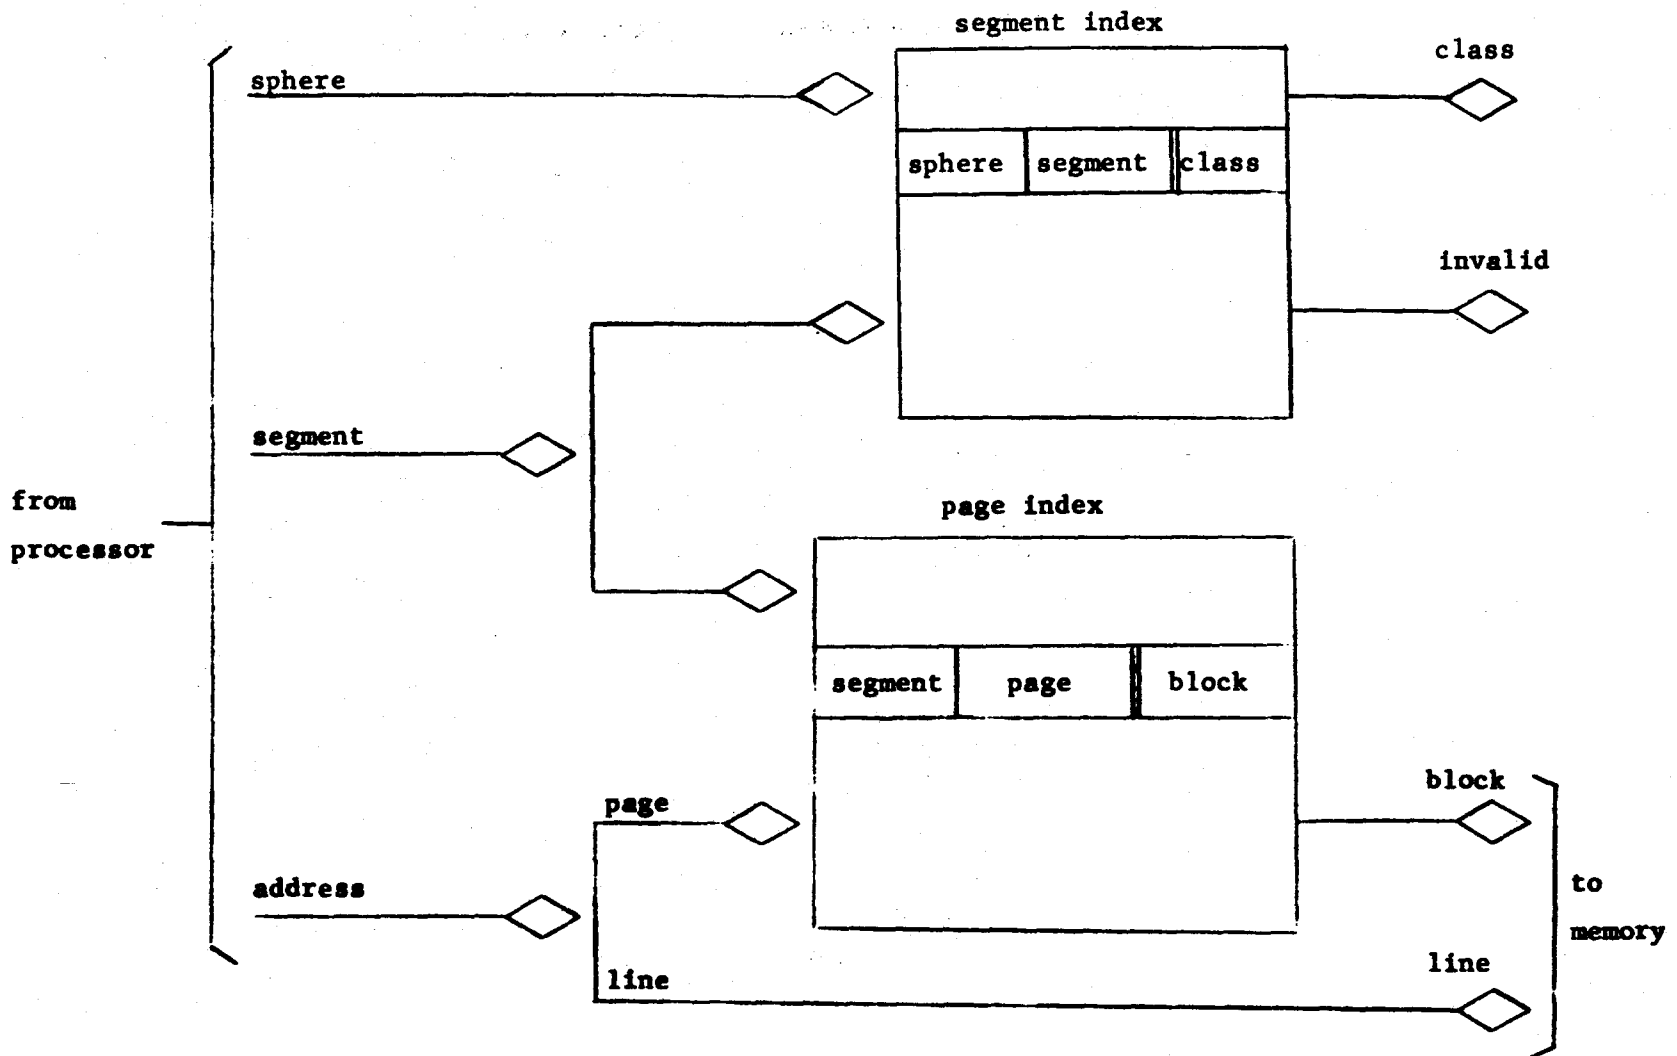 segment index
class
sphere
sphere segment class
invalid
segment
from
processor
page index
segment page block
page
block
address
to
memory
line
line